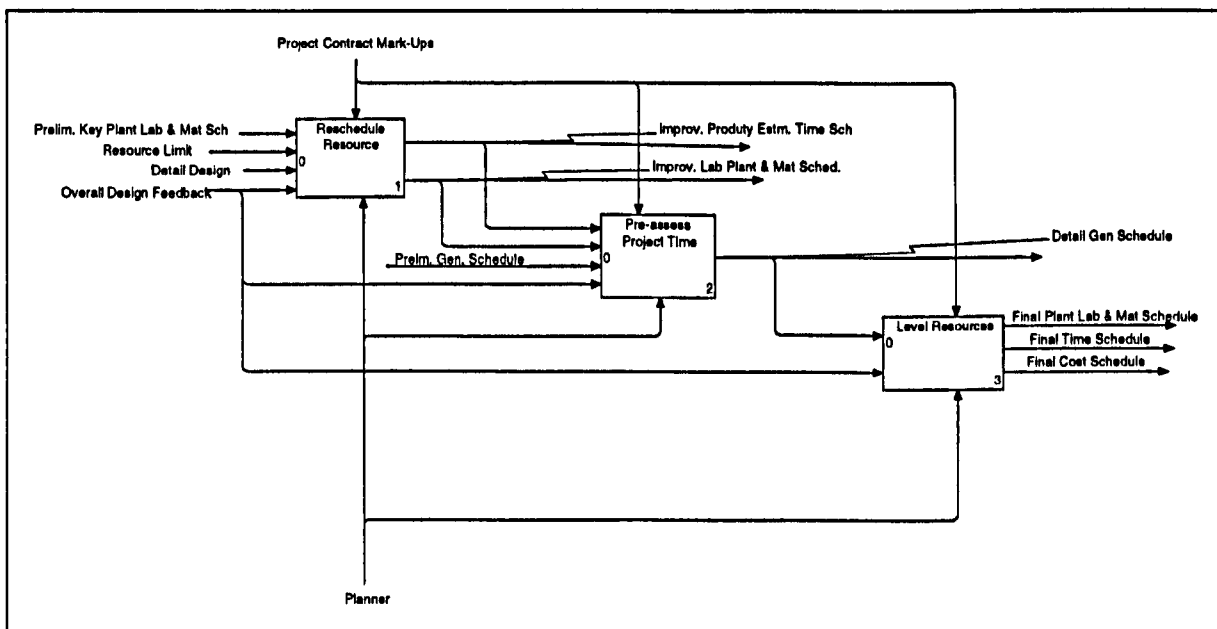 Project Contract Mark-Ups
Prelim. Key Plant Lab & Mat Sch
Resource Limit
Detail Design
Overall Design Feedback
Reschedule
Resource
0
1
Improv. Produty Estm. Time Sch
Improv. Lab Plant & Mat Sched.
Pre-assess
Project Time
0
2
Prelm. Gen. Schedule
Detail Gen Schedule
Level Resources
0
3
Final Plant Lab & Mat Schedule
Final Time Schedule
Final Cost Schedule
Planner